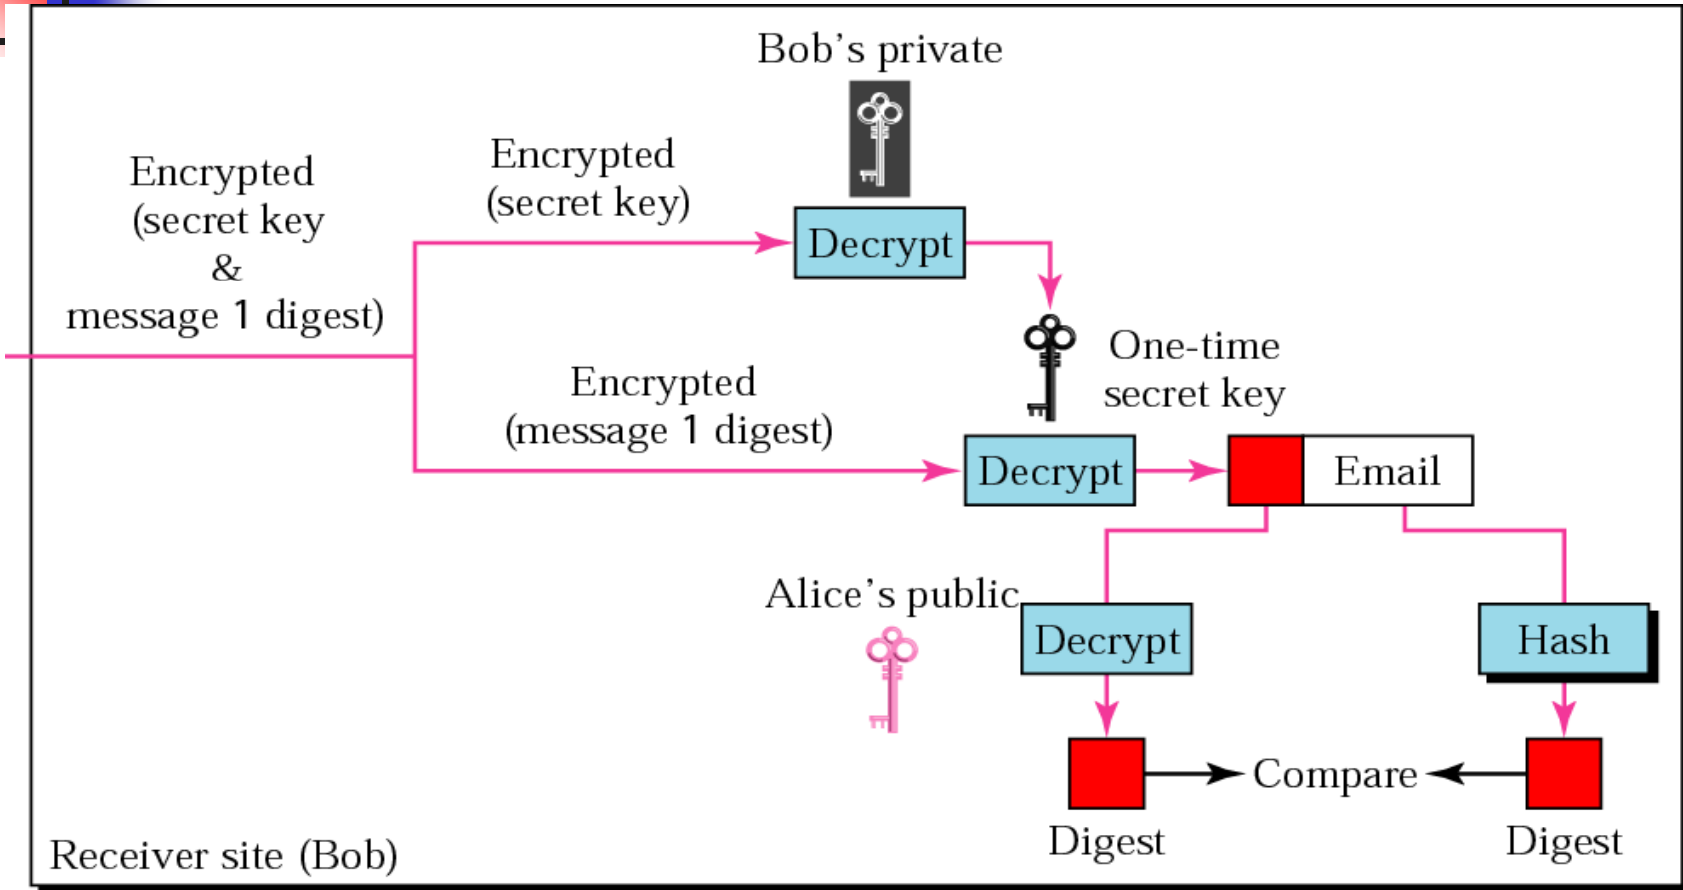 Bob's private
Encrypted
(secret key
&
message 1 digest)
Encrypted
(secret key)
Decrypt
One-time
secret key
Encrypted
(message 1 digest)
Decrypt
Email
Alice's public
Decrypt
Hash
Compare
Digest
Digest
Receiver site (Bob)